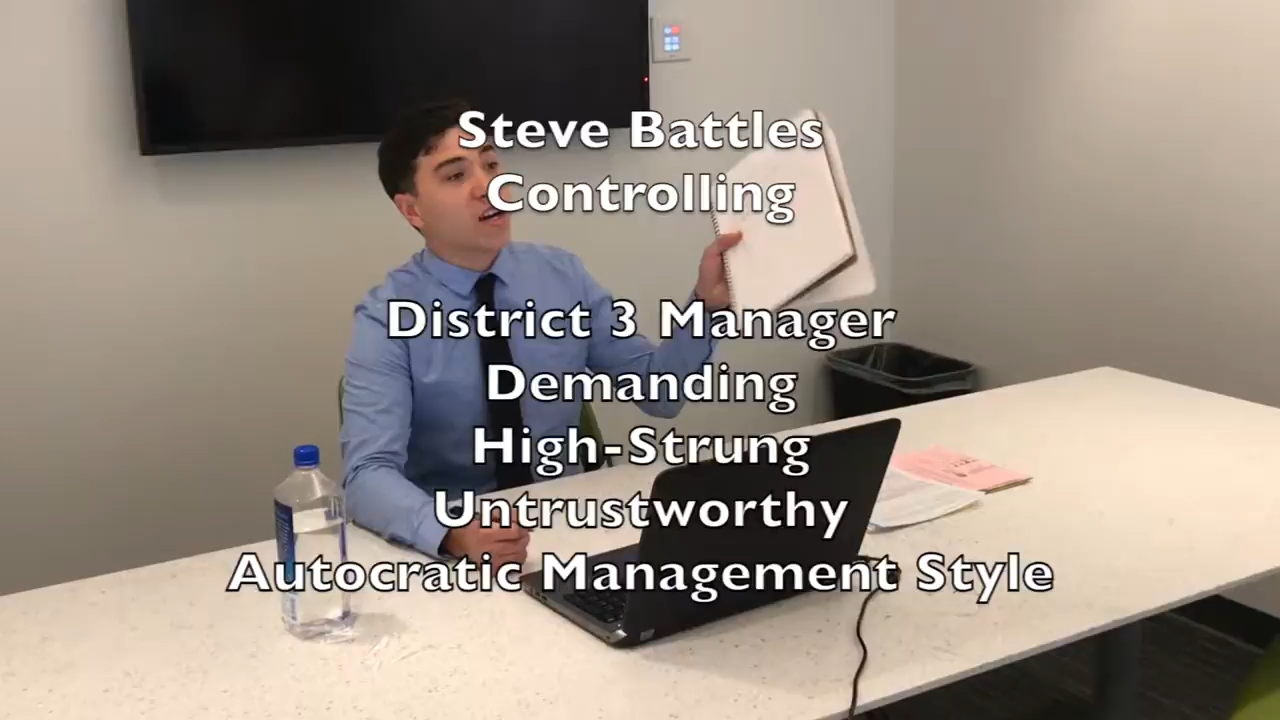 Steve Battles
Controlling
District 3 Manager
Demanding
High-Strung
Untrustworthy
Autocratic Management Style